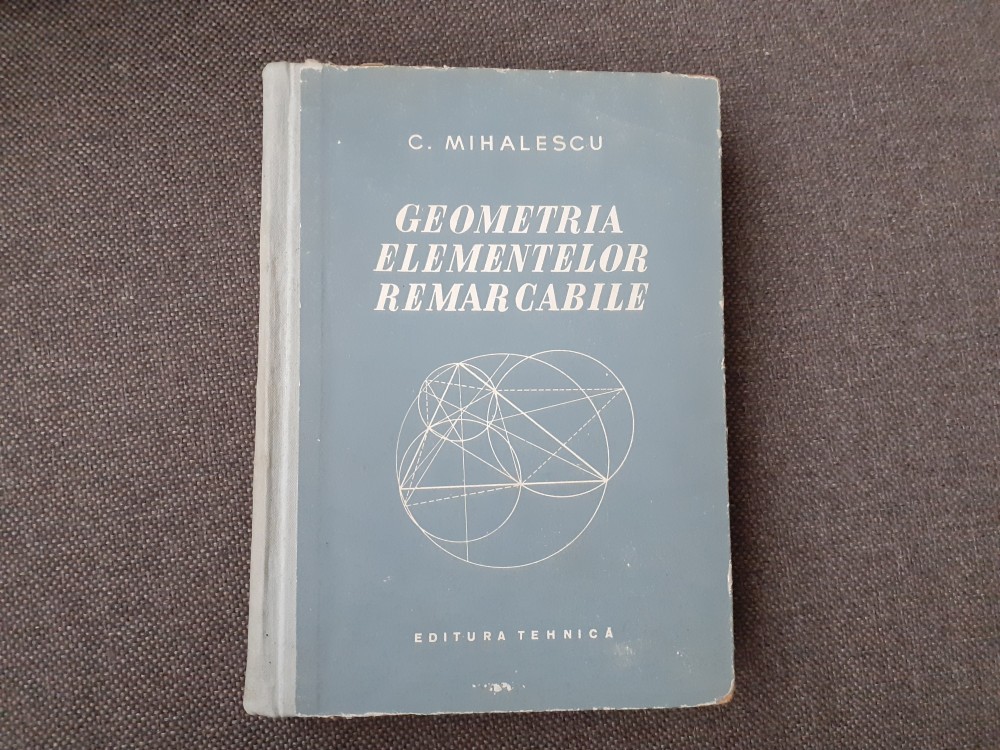 C. MIHALESCU
GEOMETRIA
ELEMENTELOR
REMARCABILE
EDITURA TEHNICĂ